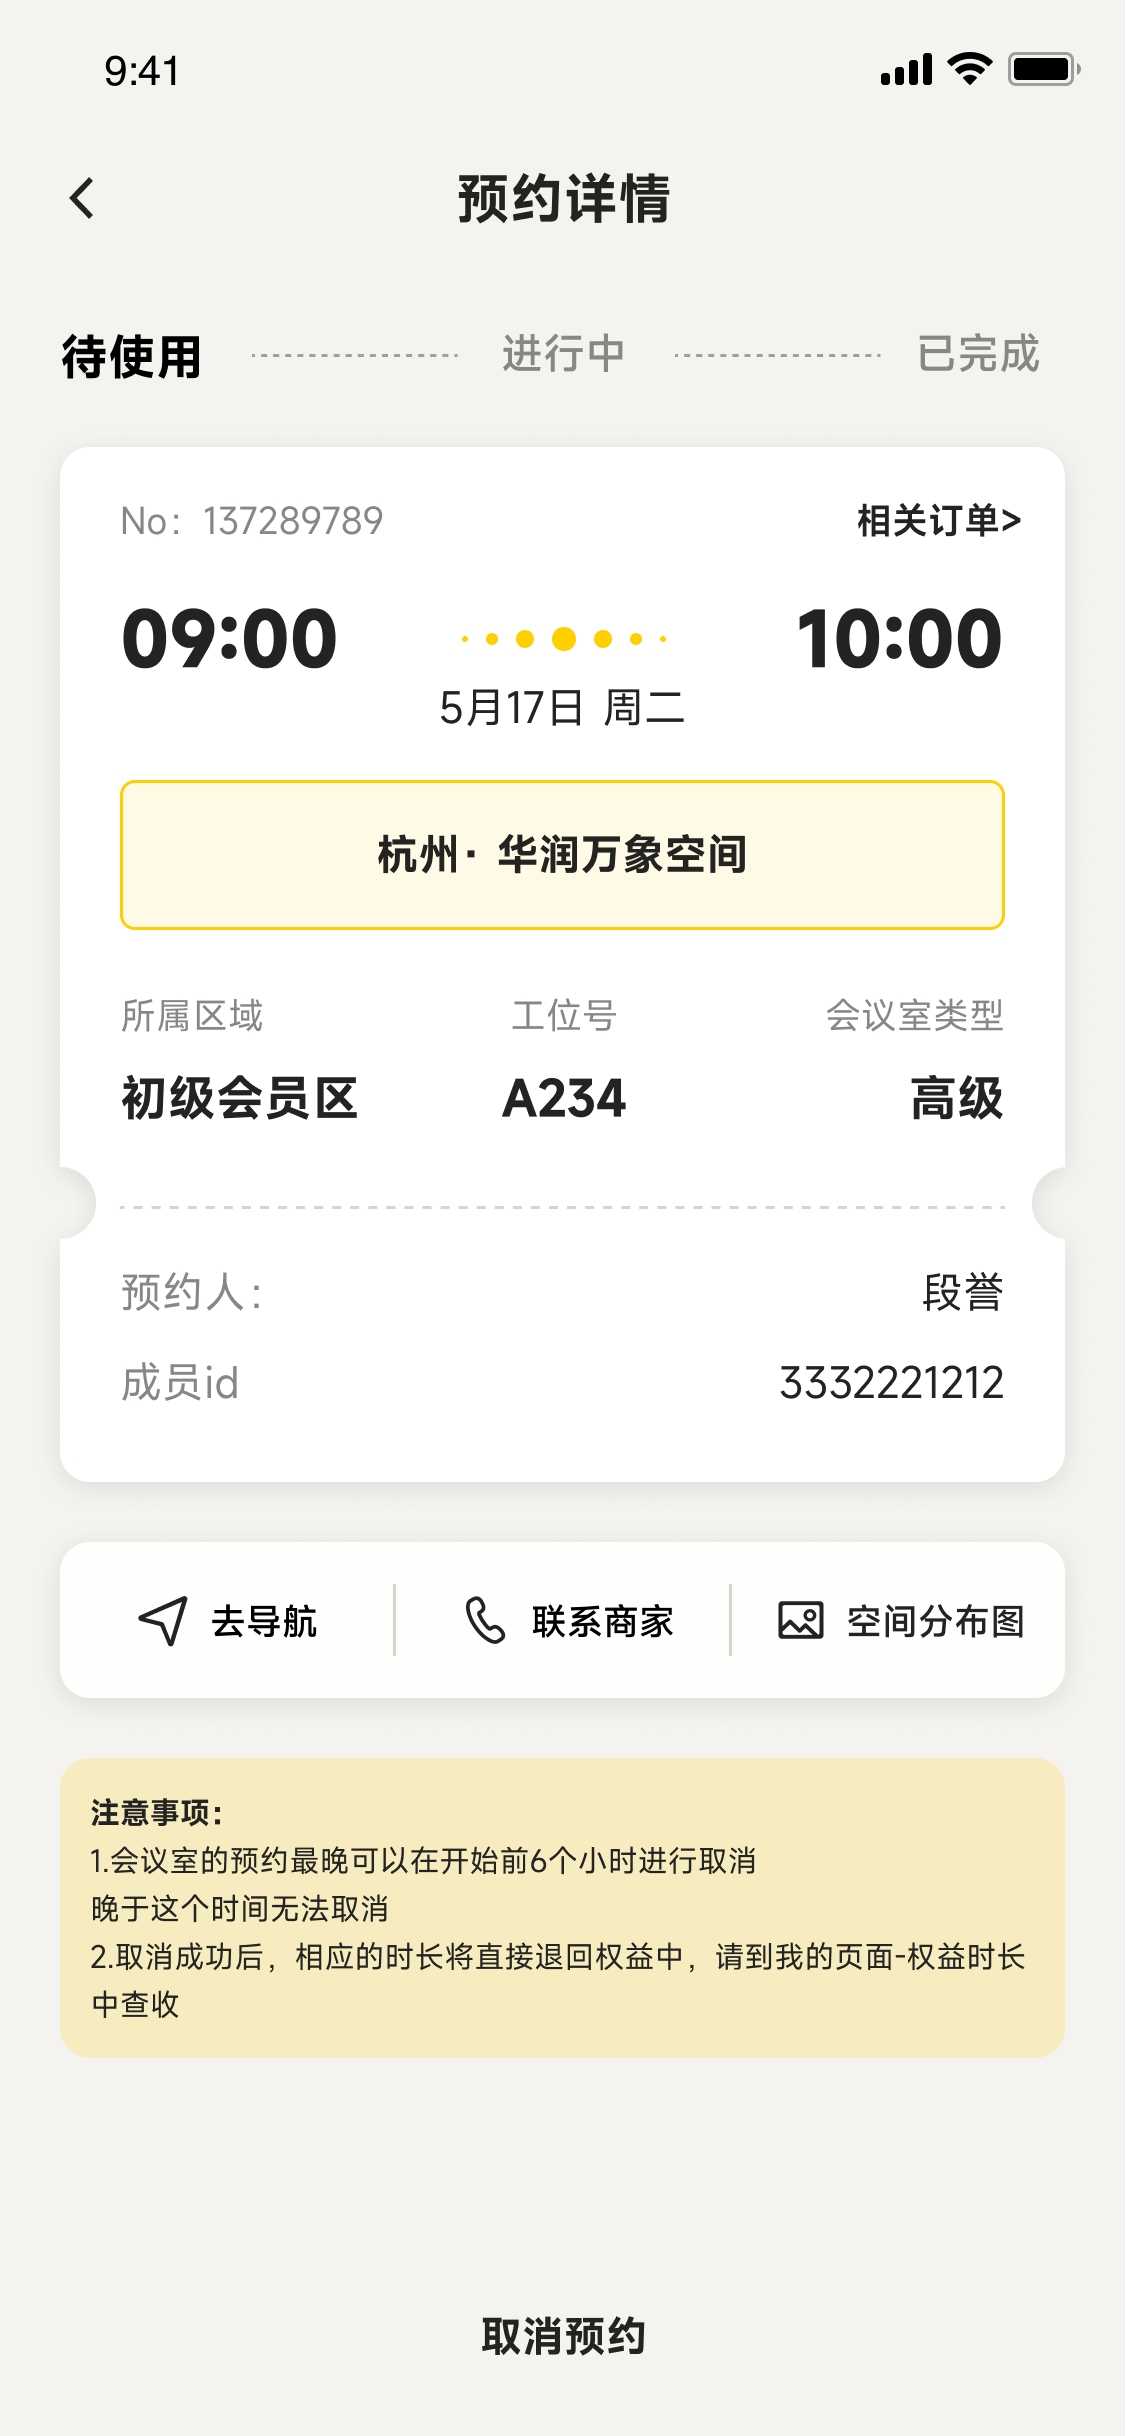 9:41
预约详情
待使用 进行中 已完成
No：137289789 相关订单>
09:00 10:00
5月17日 周二
杭州· 华润万象空间
所属区域 工位号 会议室类型
初级会员区 A234 高级
预约人： 段誉
成员id 3332221212
去导航 联系商家 空间分布图
注意事项：
1.会议室的预约最晚可以在开始前6个小时进行取消
晚于这个时间无法取消
2.取消成功后，相应的时长将直接退回权益中，请到我的页面-权益时长
中查收
取消预约